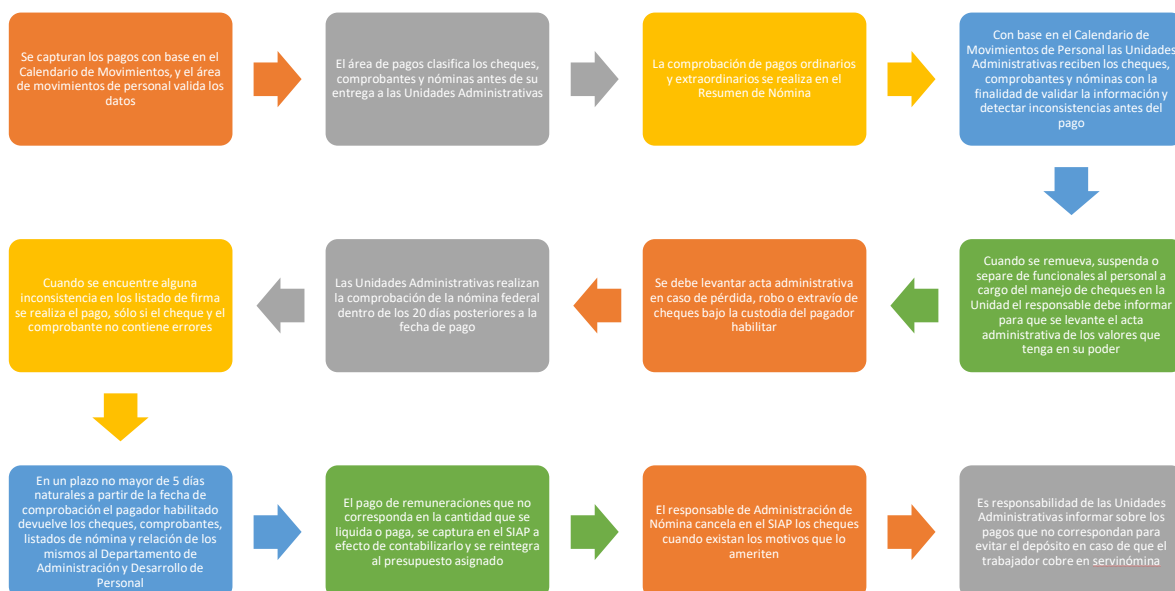 Se capturan los pagos con base en el
Calendario de Movimientos, y el área
de movimientos de personal valida los
datos
El área de pagos clasifica los cheques,
comprobantes y nóminas antes de su
entrega a las Unidades Administrativas
La comprobación de pagos ordinarios
y extraordinarios se realiza en el
Resumen de Nómina
Con base en el Calendario de
Movimientos de Personal las Unidades
Administrativas reciben los cheques,
comprobantes y nóminas con la
finalidad de validar la información y
detectar inconsistencias antes del
pago
Cuando se remueva, suspenda o
separe de funcionales al personal a
cargo del manejo de cheques en la
Unidad el responsable debe informar
para que se levante el acta
administrativa de los valores que
tenga en su poder
Se debe levantar acta administrativa
en caso de pérdida, robo o extravío de
cheques bajo la custodia del pagador
habilitar
Las Unidades Administrativas realizan
la comprobación de la nómina federal
dentro de los 20 días posteriores a la
fecha de pago
Cuando se encuentre alguna
inconsistencia en los listado de firma
se realiza el pago, sólo si el cheque y el
comprobante no contiene errores
En un plazo no mayor de 5 días
naturales a partir de la fecha de
comprobación el pagador habilitado
devuelve los cheques, comprobantes,
listados de nómina y relación de los
mismos al Departamento de
Administración y Desarrollo de
Personal
El pago de remuneraciones que no
corresponda en la cantidad que se
liquida o paga, se captura en el SIAP a
efecto de contabilizarlo y se reintegra
al presupuesto asignado
El responsable de Administración de
Nómina cancela en el SIAP los cheques
cuando existan los motivos que lo
ameriten
Es responsabilidad de las Unidades
Administrativas informar sobre los
pagos que no correspondan para
evitar el depósito en caso de que el
trabajador cobre en servinómina